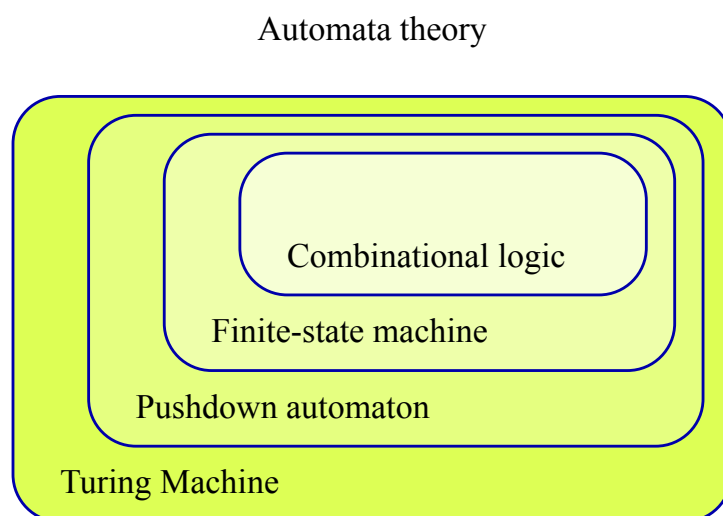 Automata theory
Combinational logic
Finite-state machine
Pushdown automaton
Turing Machine